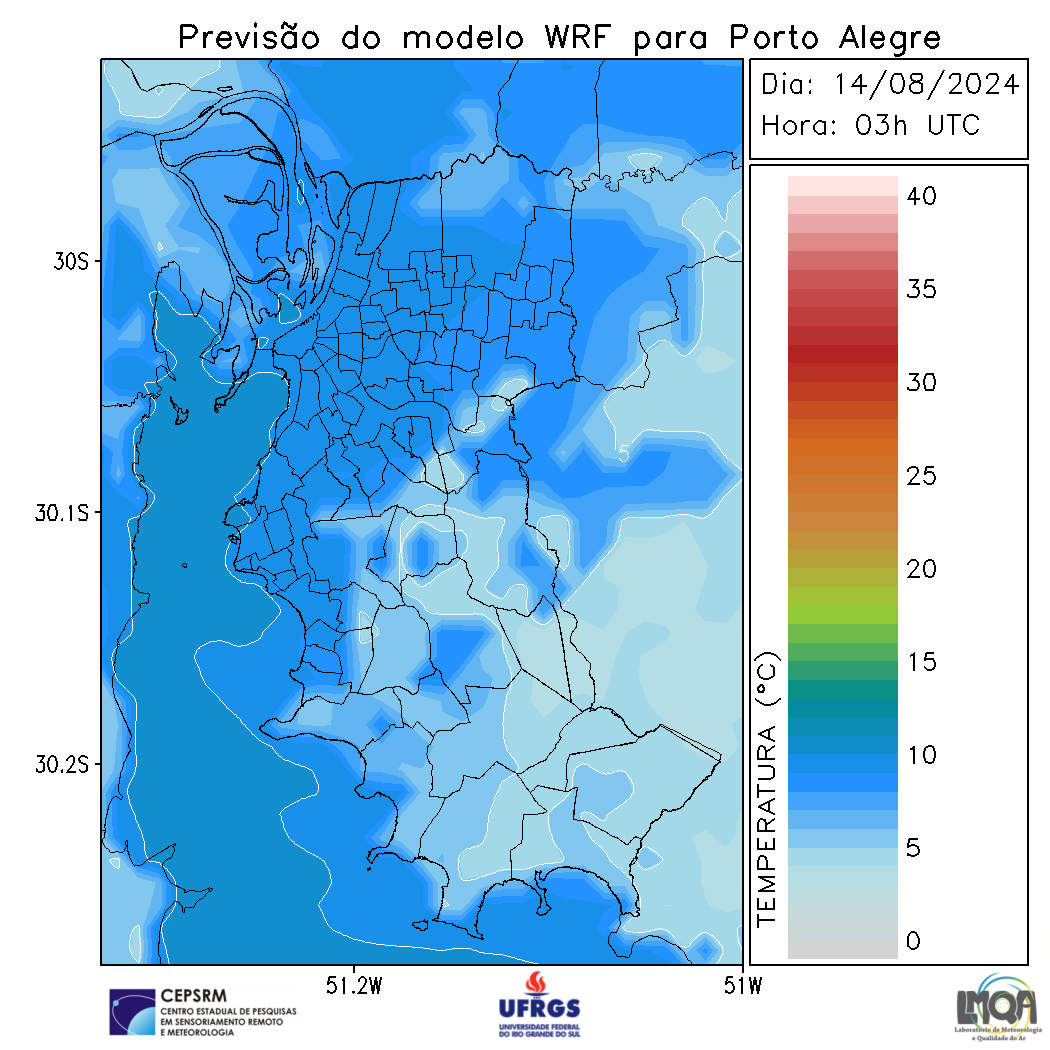 Previsão do modelo WRF para Porto Alegre
Dia: 14/08/2024
Hora: 03h UTC
40
35
30
25
20
15
10
5
0
TEMPERATURA (°C)
30S
30.1S
30.2S
5
51.2W
51W
CEPSRM
CENTRO ESTADUAL DE PESQUISAS
EM SENSORIAMENTO REMOTO
E METEOROLOGIA
UFRGS
UNIVERSIDADE FEDERAL
DO RIO GRANDE DO SUL
LMQA
Laboratório de Meteorologia
e Qualidade do Ar